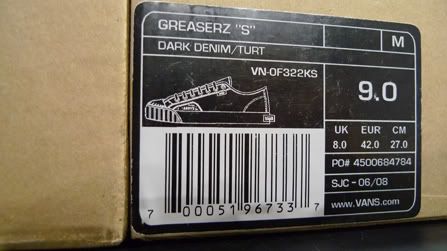 GREASERZ "S"
M
DARK DENIM/TURT
VN-0F322KS
9.0
UK EUR CM
8.0 42.0 27.0
PO# 4500684784
SJC - 06/08
www.VANS.com
7 00051 96733 7